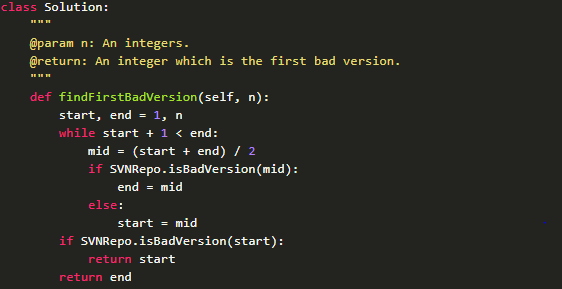 class Solution:
    """
    @param n: An integers.
    @return: An integer which is the first bad version.
    """
    def findFirstBadVersion(self, n):
        start, end = 1, n
        while start + 1 < end:
            mid = (start + end) / 2
            if SVNRepo.isBadVersion(mid):
                end = mid
            else:
                start = mid
        if SVNRepo.isBadVersion(start):
            return start
        return end